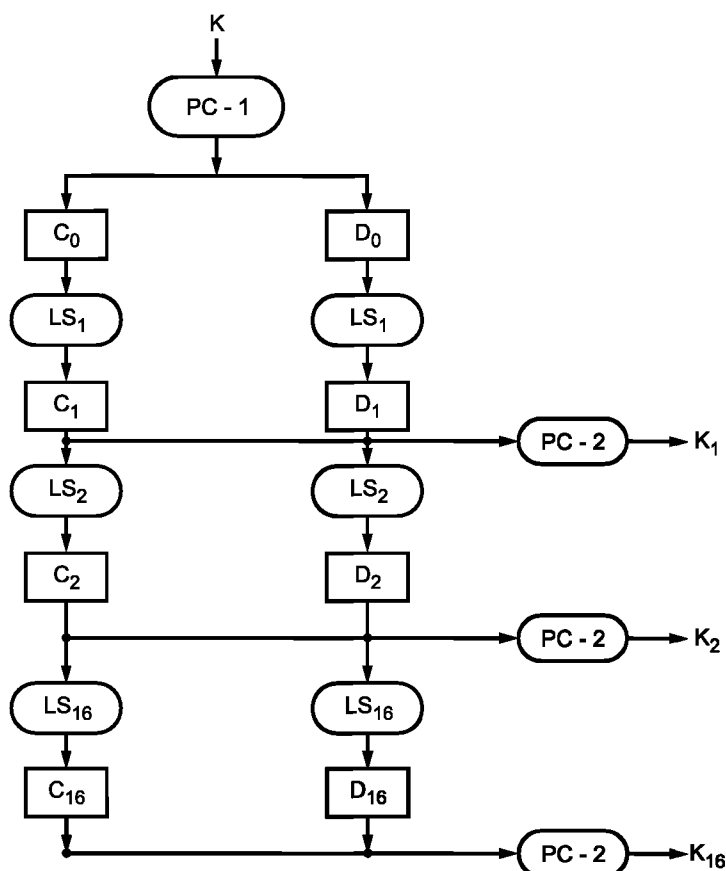 K
PC - 1
C₀ D₀
LS₁ LS₁
C₁ D₁
PC - 2 K₁
LS₂ LS₂
C₂ D₂
PC - 2 K₂
LS₁₆ LS₁₆
C₁₆ D₁₆
PC - 2 K₁₆